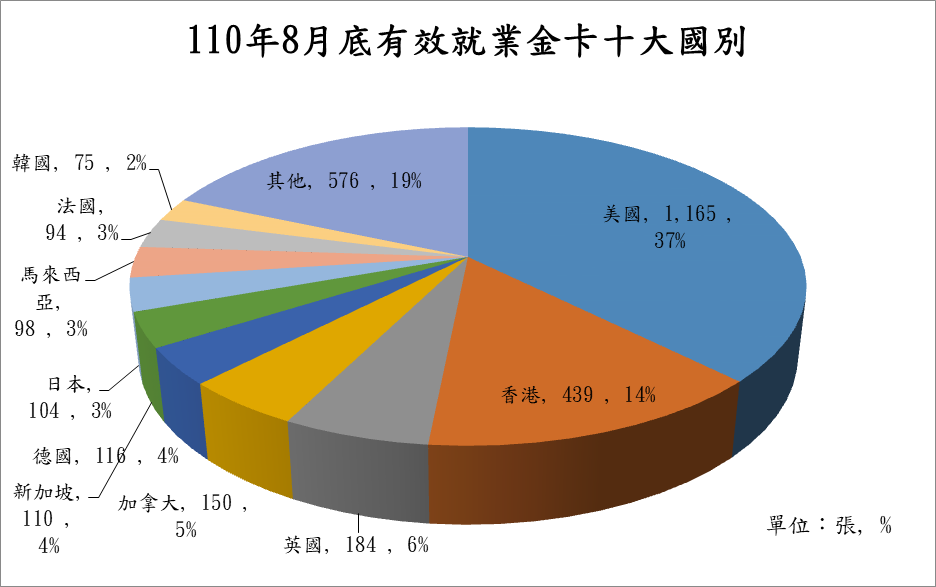 110年8月底有效就業金卡十大國別
美國, 1,165 ,
37%
香港, 439 , 14%
英國, 184 , 6%
加拿大, 150 ,
5%
德國, 116 , 4%
新加坡,
110 ,
4%
日本,
104 , 3%
馬來西
亞,
98 , 3%
法國,
94 , 3%
韓國, 75 , 2%
其他, 576 , 19%
單位：張, %